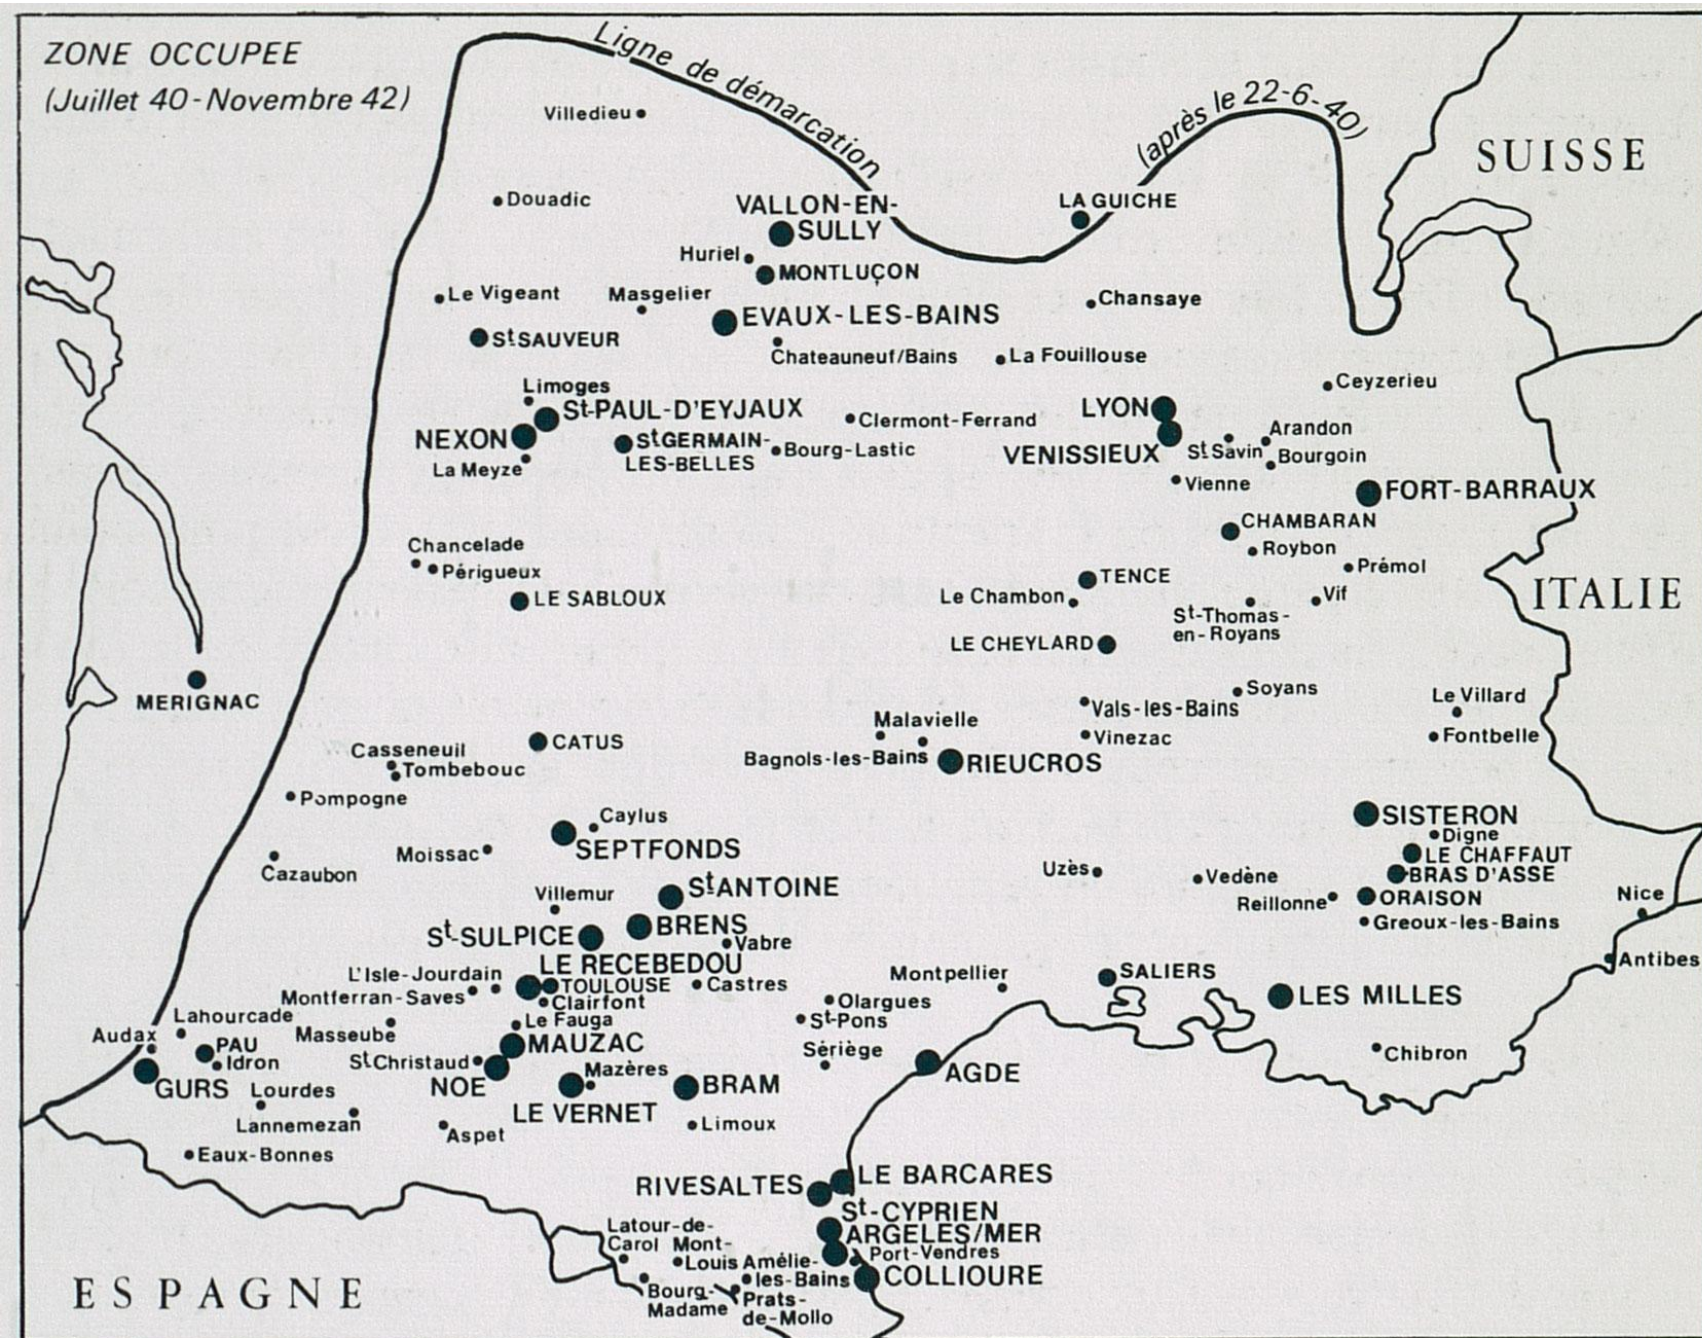 ZONE OCCUPEE
(Juillet 40-Novembre 42)
Ligne de démarcation
(après le 22-6-40)
SUISSE
Villedieu
Douadic
VALLON-EN-
SULLY
LA GUICHE
Huriel
MONTLUÇON
Le Vigeant
Masgelier
EVAUX-LES-BAINS
Chansaye
St SAUVEUR
Chateauneuf/Bains
La Fouillouse
Limoges
St-PAUL-D'EYJAUX
Clermont-Ferrand
LYON
Ceyzerieu
NEXON
St GERMAIN-
LES-BELLES
Bourg-Lastic
VENISSIEUX
St Savin
Arandon
Bourgoin
La Meyze
Vienne
FORT-BARRAUX
CHAMBARAN
Roybon
Chancelade
Périgueux
Prémol
LE SABLOUX
TENCE
Le Chambon
Vif
ITALIE
St-Thomas-
en-Royans
LE CHEYLARD
MERIGNAC
Soyans
Vals-les-Bains
Le Villard
Malavielle
Vinezac
Fontbelle
CATUS
Casseneuil
Tombebouc
Bagnols-les-Bains
RIEUCROS
Pompogne
Caylus
SEPTFONDS
SISTERON
Digne
Moissac
LE CHAFFAUT
Cazaubon
Uzès
Vedène
BRAS D'ASSE
Villemur
St ANTOINE
Reillonne
ORAISON
Nice
St-SULPICE
BRENS
Vabre
Greoux-les-Bains
LE RECEBEDOU
L'Isle-Jourdain
TOULOUSE
Castres
Montpellier
SALIERS
Antibes
Montferran-Saves
Clairfont
Olargues
LES MILLES
Lahourcade
Masseube
Le Fauga
St-Pons
Audax
PAU
MAUZAC
Sériège
Chibron
Idron
St Christaud
GURS
NOE
Mazères
BRAM
AGDE
Lourdes
LE VERNET
Lannemezan
Aspet
Limoux
Eaux-Bonnes
RIVESALTES
LE BARCARES
St-CYPRIEN
ARGELES/MER
Latour-de-
Carol
Mont-
Louis
Amélie-
les-Bains
Port-Vendres
COLLIOURE
Bourg-
Madame
Prats-
de-Mollo
ESPAGNE